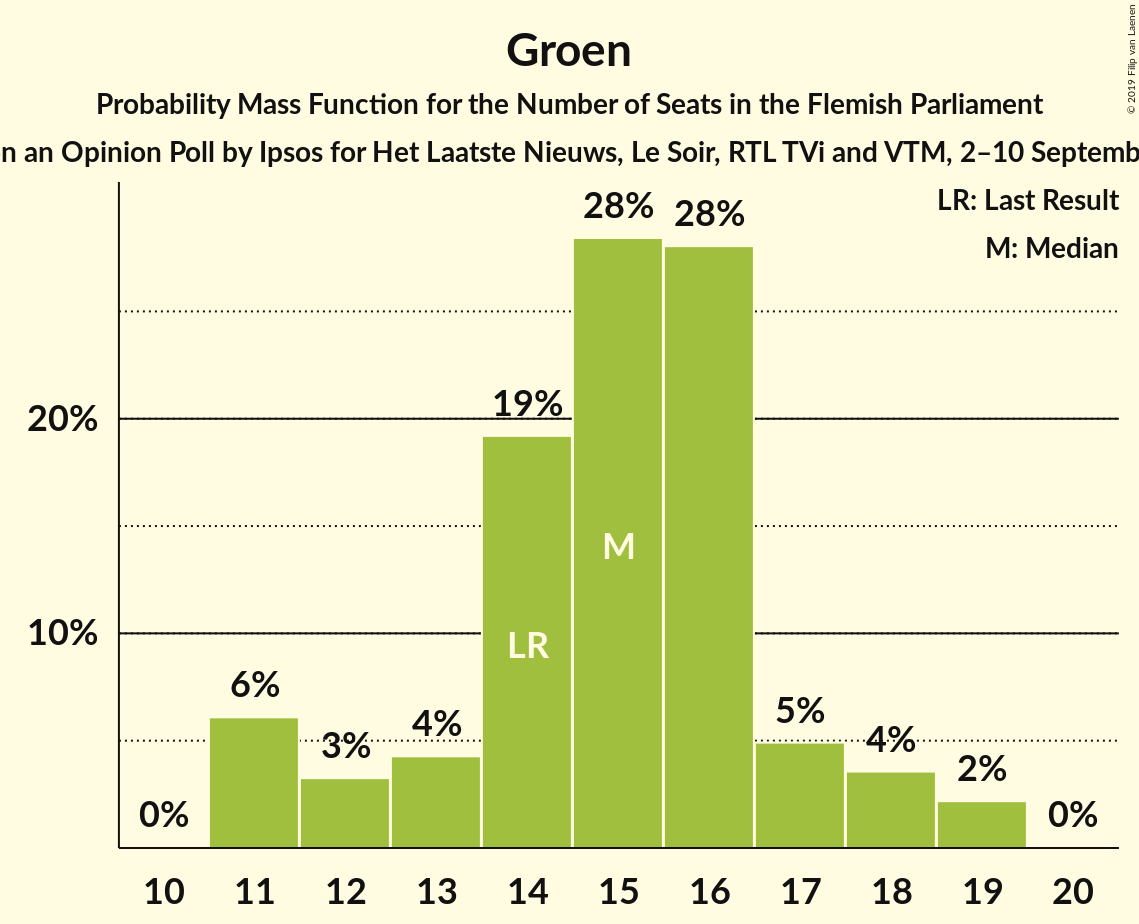 Groen
Probability Mass Function for the Number of Seats in the Flemish Parliament
an Opinion Poll by Ipsos for Het Laatste Nieuws, Le Soir, RTL TVi and VTM, 2–10
LR: Last Result
M: Median
28%
28%
19%
20%
M
LR
10%
6%
3%
4%
5%
4%
2%
0%
0%
10 11 12 13 14 15 16 17 18 19 20
© 2019 Filip van Laenen